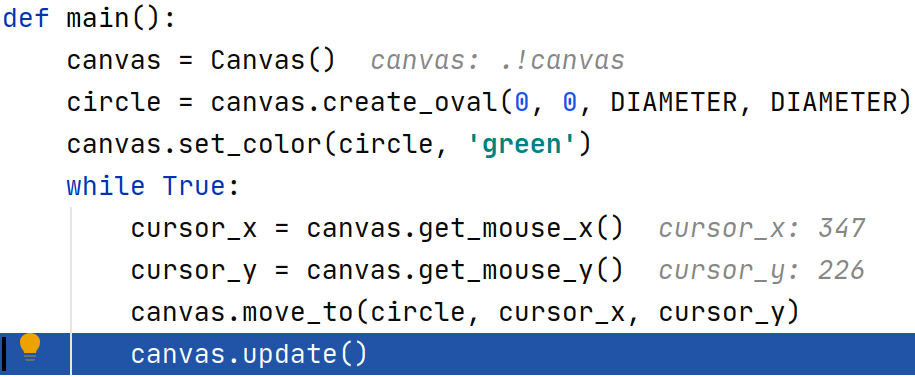 def main():
    canvas = Canvas()  canvas: .!canvas
    circle = canvas.create_oval(0, 0, DIAMETER, DIAMETER)
    canvas.set_color(circle, 'green')
    while True:
        cursor_x = canvas.get_mouse_x()  cursor_x: 347
        cursor_y = canvas.get_mouse_y()  cursor_y: 226
        canvas.move_to(circle, cursor_x, cursor_y)
        canvas.update()